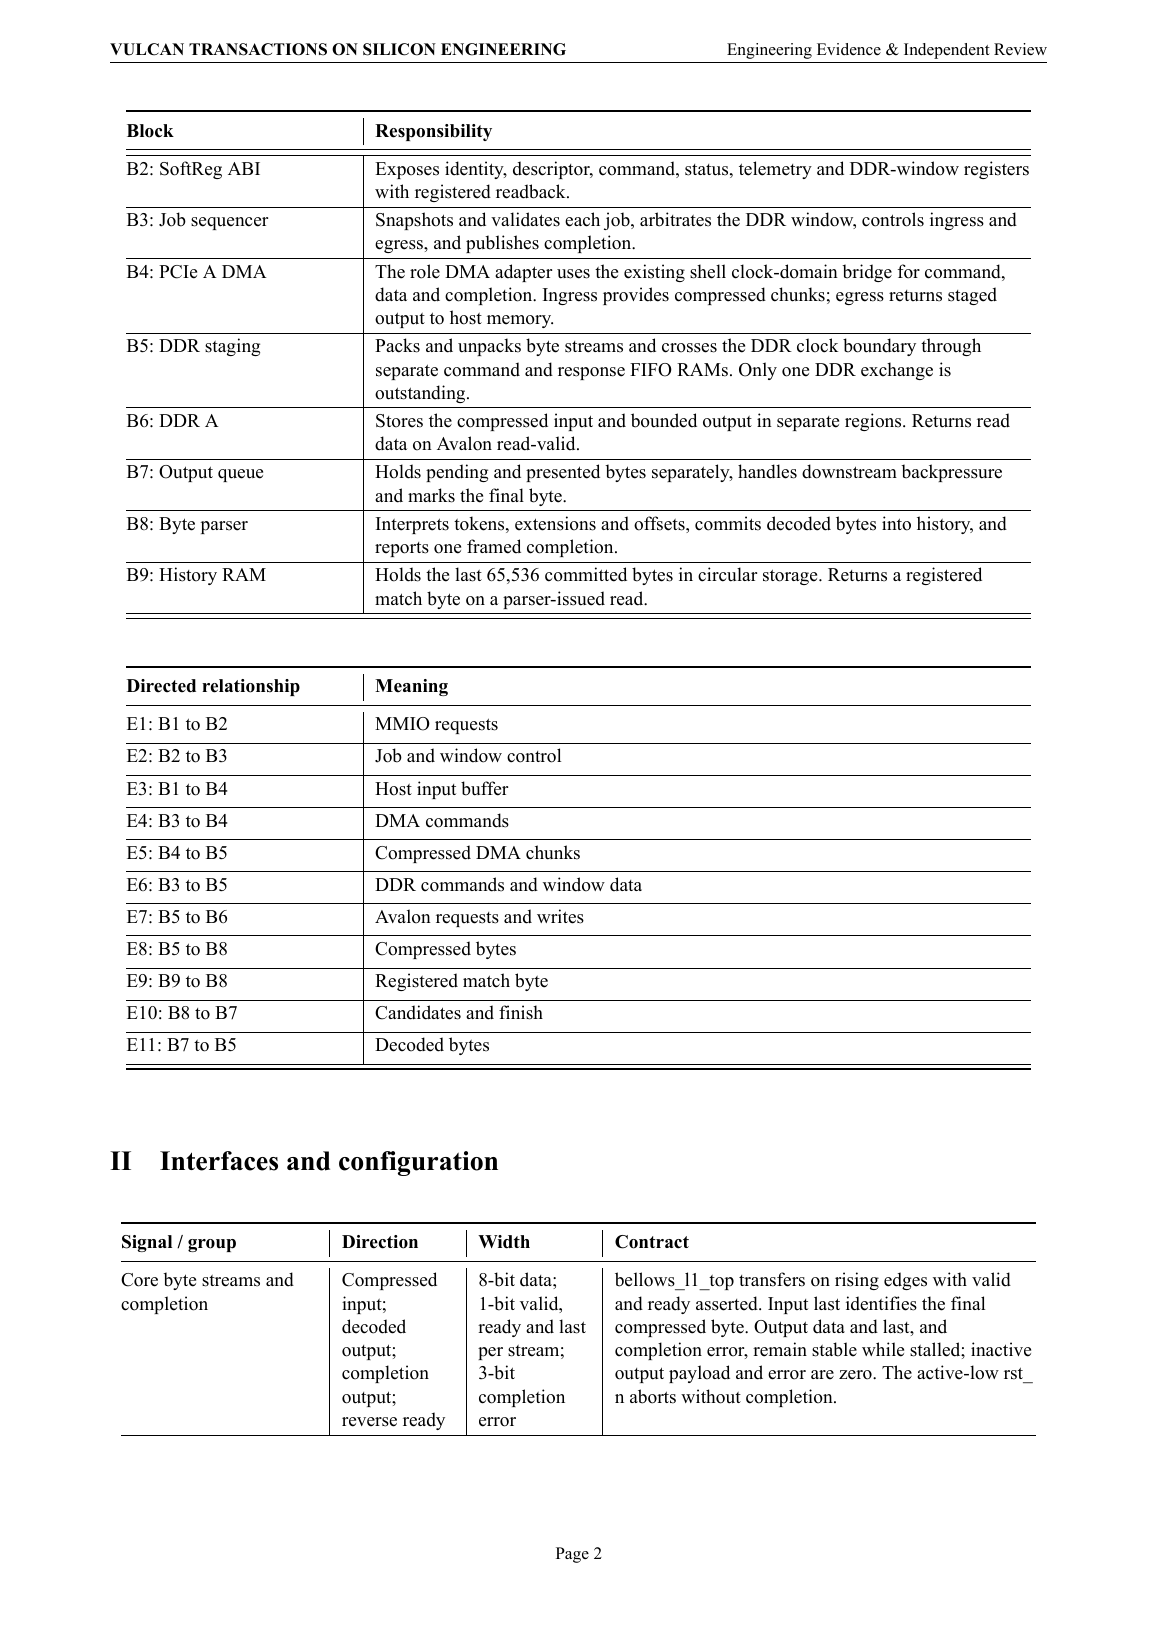 VULCAN TRANSACTIONS ON SILICON ENGINEERING
Engineering Evidence & Independent Review
Block
Responsibility
B2: SoftReg ABI
Exposes identity, descriptor, command, status, telemetry and DDR-window registers
with registered readback.
B3: Job sequencer
Snapshots and validates each job, arbitrates the DDR window, controls ingress and
egress, and publishes completion.
B4: PCIe A DMA
The role DMA adapter uses the existing shell clock-domain bridge for command,
data and completion. Ingress provides compressed chunks; egress returns staged
output to host memory.
B5: DDR staging
Packs and unpacks byte streams and crosses the DDR clock boundary through
separate command and response FIFO RAMs. Only one DDR exchange is
outstanding.
B6: DDR A
Stores the compressed input and bounded output in separate regions. Returns read
data on Avalon read-valid.
B7: Output queue
Holds pending and presented bytes separately, handles downstream backpressure
and marks the final byte.
B8: Byte parser
Interprets tokens, extensions and offsets, commits decoded bytes into history, and
reports one framed completion.
B9: History RAM
Holds the last 65,536 committed bytes in circular storage. Returns a registered
match byte on a parser-issued read.
Directed relationship
Meaning
E1: B1 to B2
MMIO requests
E2: B2 to B3
Job and window control
E3: B1 to B4
Host input buffer
E4: B3 to B4
DMA commands
E5: B4 to B5
Compressed DMA chunks
E6: B3 to B5
DDR commands and window data
E7: B5 to B6
Avalon requests and writes
E8: B5 to B8
Compressed bytes
E9: B9 to B8
Registered match byte
E10: B8 to B7
Candidates and finish
E11: B7 to B5
Decoded bytes
II Interfaces and configuration
Signal / group
Direction
Width
Contract
Core byte streams and
completion
Compressed
input;
decoded
output;
completion
output;
reverse ready
8-bit data;
1-bit valid,
ready and last
per stream;
3-bit
completion
error
bellows_l1_top transfers on rising edges with valid
and ready asserted. Input last identifies the final
compressed byte. Output data and last, and
completion error, remain stable while stalled; inactive
output payload and error are zero. The active-low rst_
n aborts without completion.
Page 2